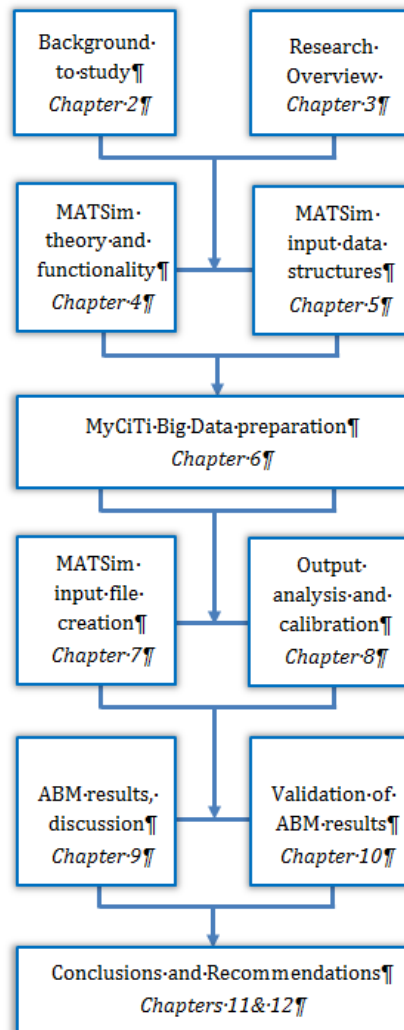 Background·
to·study¶
Chapter·2¶
Research·
Overview·
Chapter·3¶
MATSim·
theory·and·
functionality¶
Chapter·4¶
MATSim·
input·data·
structures¶
Chapter·5¶
MyCiTi·Big·Data·preparation¶
Chapter·6¶
MATSim·
input·file·
creation¶
Chapter·7¶
Output·
analysis·and·
calibration¶
Chapter·8¶
ABM·results,·
discussion¶
Chapter·9¶
Validation·of·
ABM·results¶
Chapter·10¶
Conclusions·and·Recommendations¶
Chapters·11&·12¶